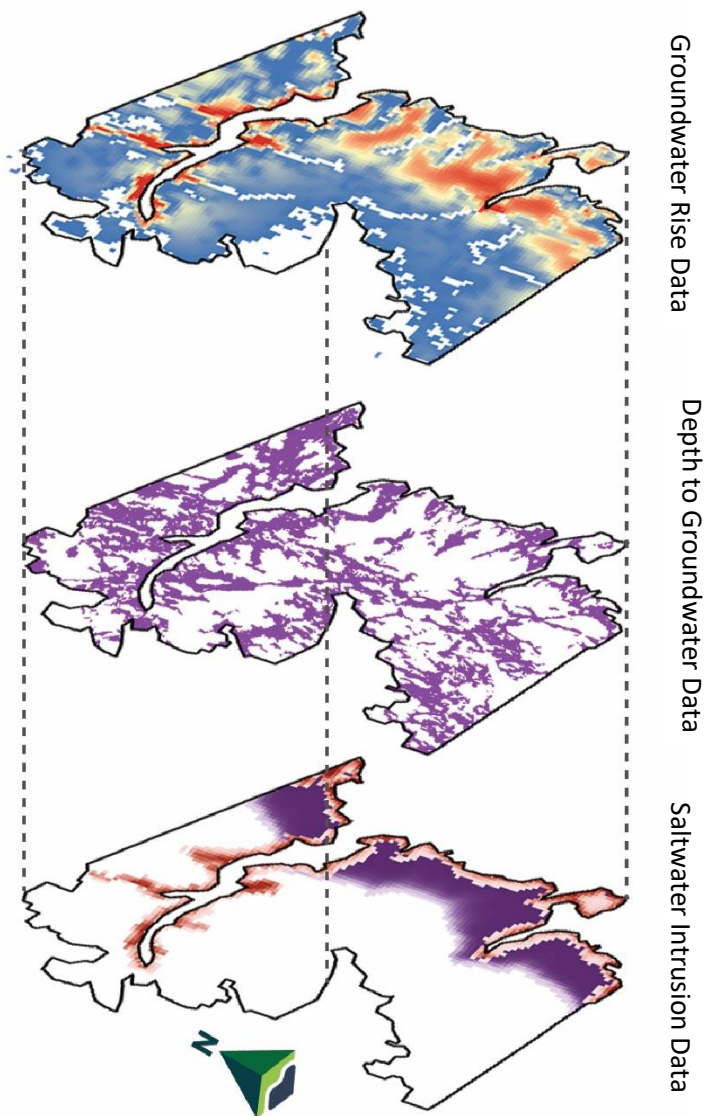 Groundwater Rise Data
Depth to Groundwater Data
Saltwater Intrusion Data
N